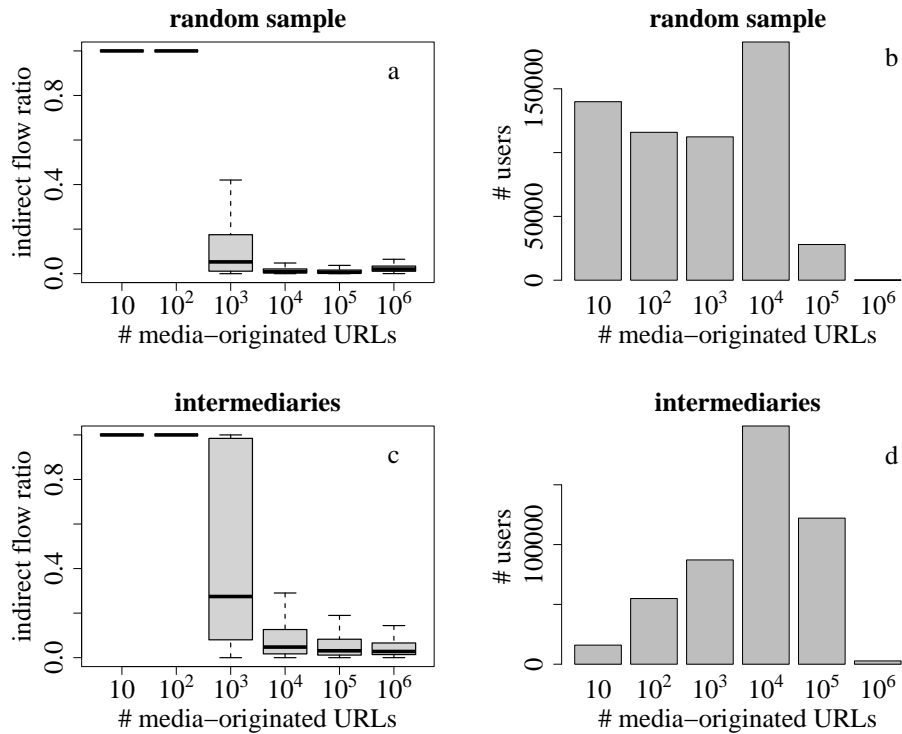 random sample
a
indirect flow ratio
0.0 0.4 0.8
10 10² 10³ 10⁴ 10⁵ 10⁶
# media−originated URLs
random sample
b
# users
0 50000 150000
10 10² 10³ 10⁴ 10⁵ 10⁶
# media−originated URLs
intermediaries
c
indirect flow ratio
0.0 0.4 0.8
10 10² 10³ 10⁴ 10⁵ 10⁶
# media−originated URLs
intermediaries
d
# users
0 100000
10 10² 10³ 10⁴ 10⁵ 10⁶
# media−originated URLs